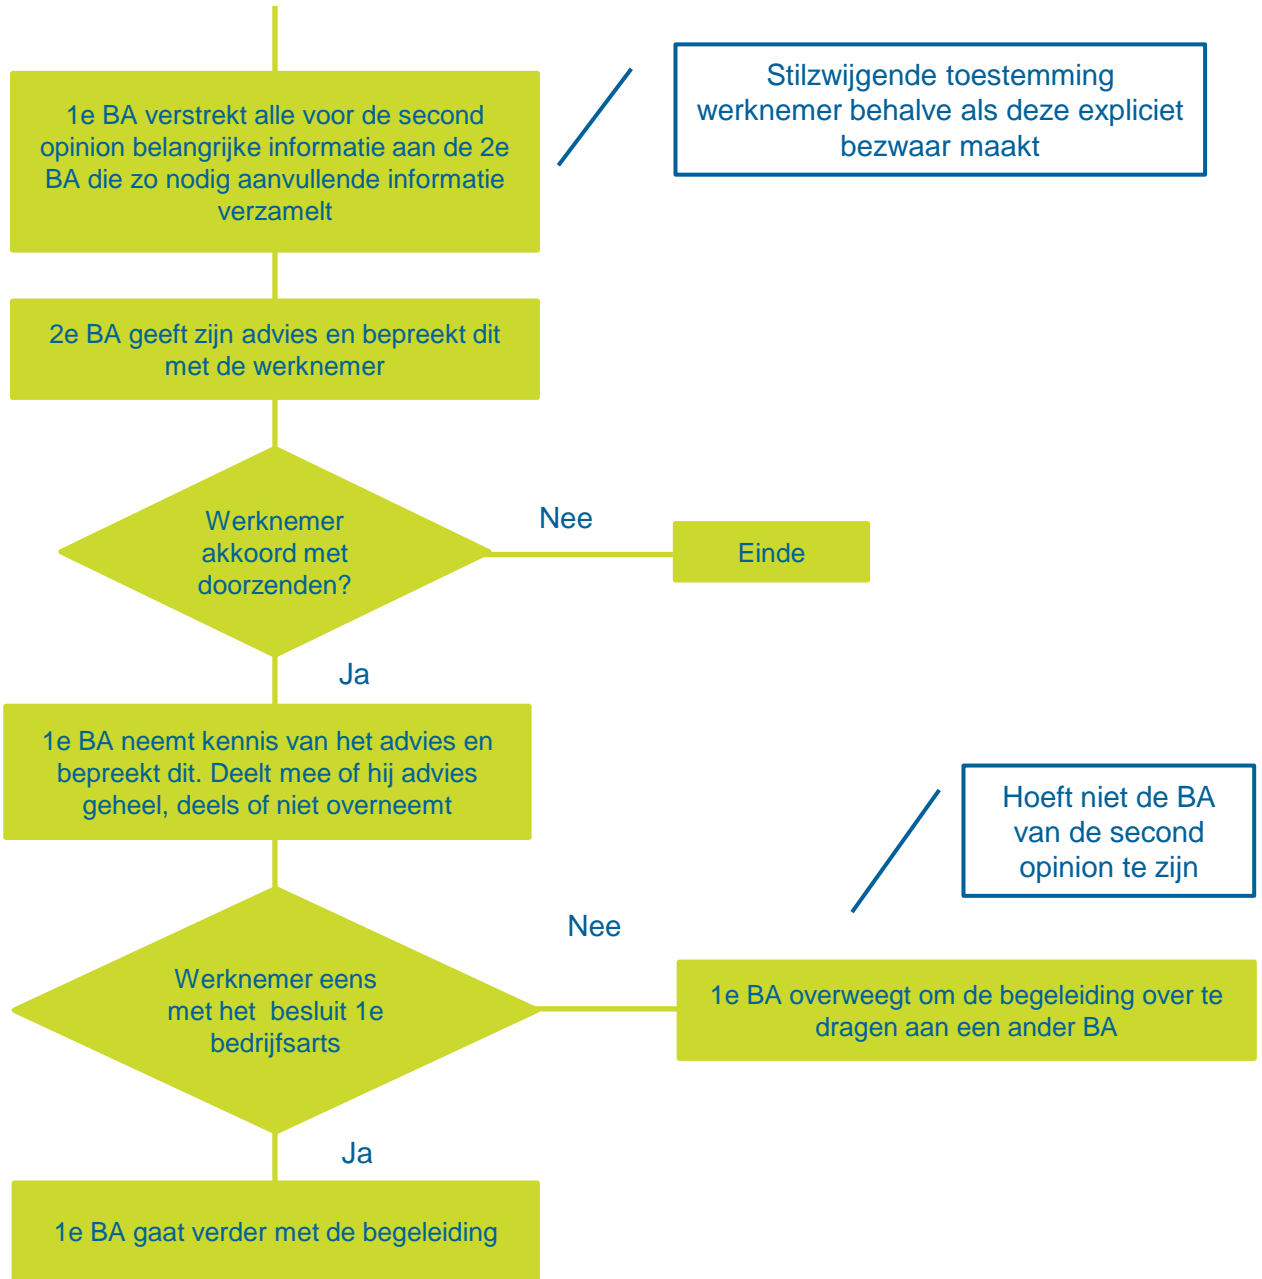 1e BA verstrekt alle voor de second
opinion belangrijke informatie aan de 2e
BA die zo nodig aanvullende informatie
verzamelt
Stilzwijgende toestemming
werknemer behalve als deze expliciet
bezwaar maakt
2e BA geeft zijn advies en bepreekt dit
met de werknemer
Werknemer
akkoord met
doorzenden?
Nee
Einde
Ja
1e BA neemt kennis van het advies en
bepreekt dit. Deelt mee of hij advies
geheel, deels of niet overneemt
Hoeft niet de BA
van de second
opinion te zijn
Werknemer eens
met het besluit 1e
bedrijfsarts
Nee
1e BA overweegt om de begeleiding over te
dragen aan een ander BA
Ja
1e BA gaat verder met de begeleiding